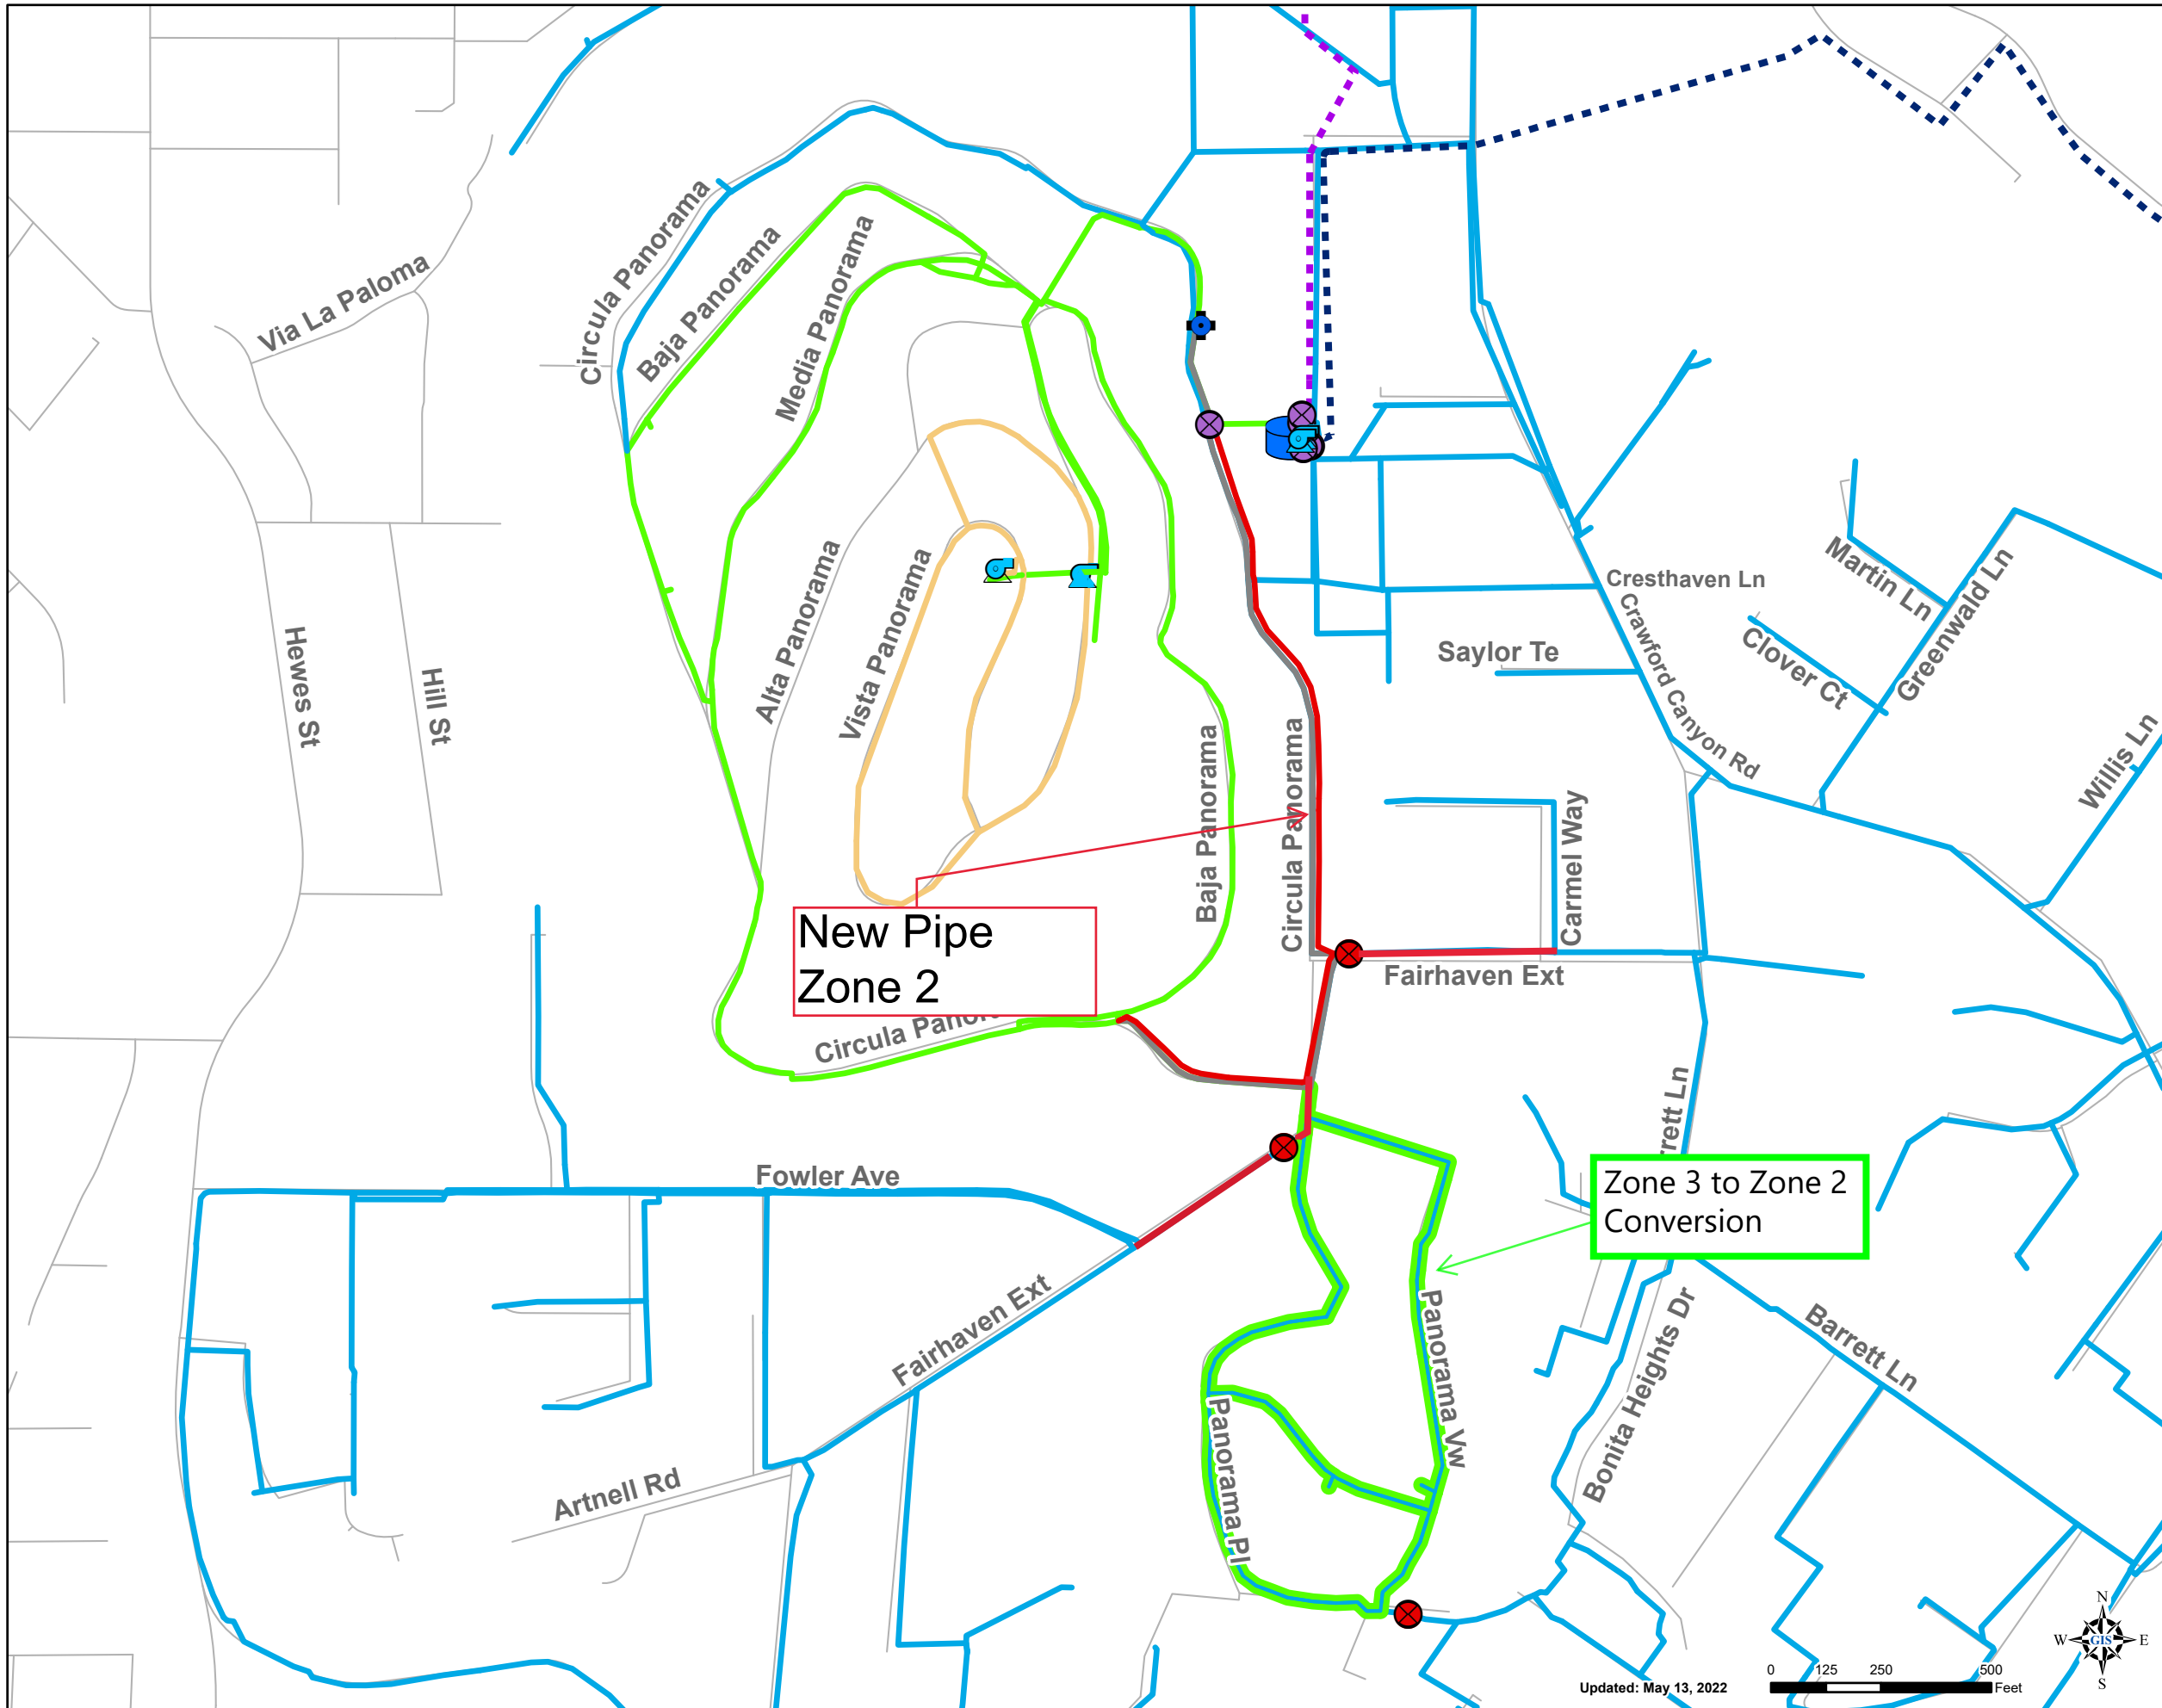 Circula Panorama
Baja Panorama
Media Panorama
Via La Paloma
Alta Panorama
Vista Panorama
Hewes St
Hill St
Cresthaven Ln
Crawford Canyon Rd
Saylor Te
Martin Ln
Clover Ct
Greenwald Ln
Willis Ln
Baja Panorama
Circula Panorama
Carmel Way
New Pipe
Zone 2
Fairhaven Ext
Circula
Fowler Ave
Zone 3 to Zone 2
Conversion
Fairhaven Ext
Panorama Vw
Panorama Pl
Bonita Heights Dr
Barrett Ln
Artnell Rd
N
W
GIS
E
S
0 125 250 500
Feet
Updated: May 13, 2022